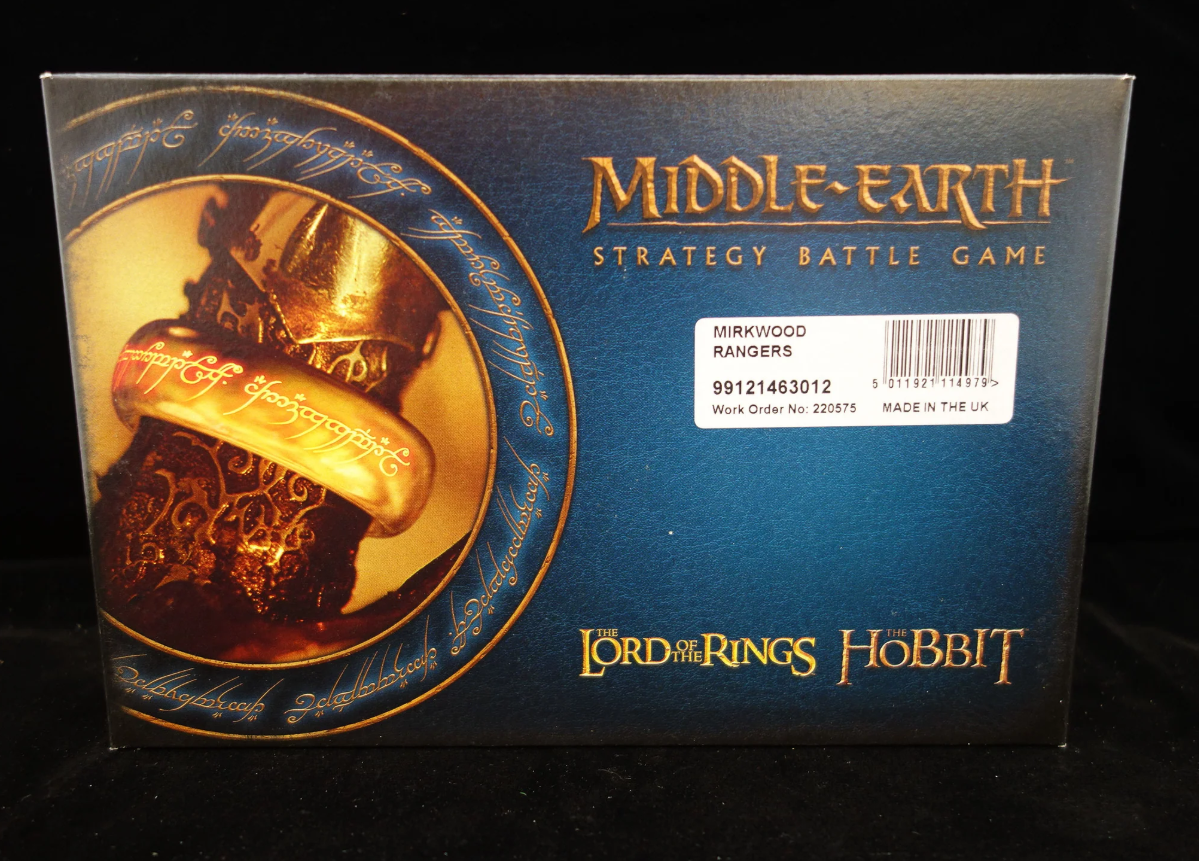 MIDDLE-EARTH™
STRATEGY BATTLE GAME
MIRKWOOD
RANGERS
99121463012
5 011921 114979 >
Work Order No: 220575
MADE IN THE UK
THE LORD OF THE RINGS
THE HOBBIT